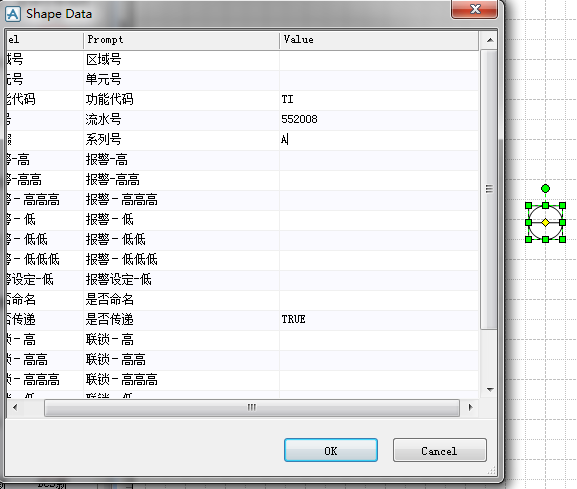 Shape Data
el Prompt Value
域号 区域号
元号 单元号
能代码 功能代码 TI
号 流水号 552008
系列号 A
警-高 报警-高
警-高高 报警-高高
警－高高高 报警－高高高
警－低 报警－低
警－低低 报警－低低
警－低低低 报警－低低低
警设定-低 报警设定-低
否命名 是否命名
否传递 是否传递 TRUE
锁－高 联锁－高
锁－高高 联锁－高高
锁－高高高 联锁－高高高
锁－低 联锁－低
OK Cancel